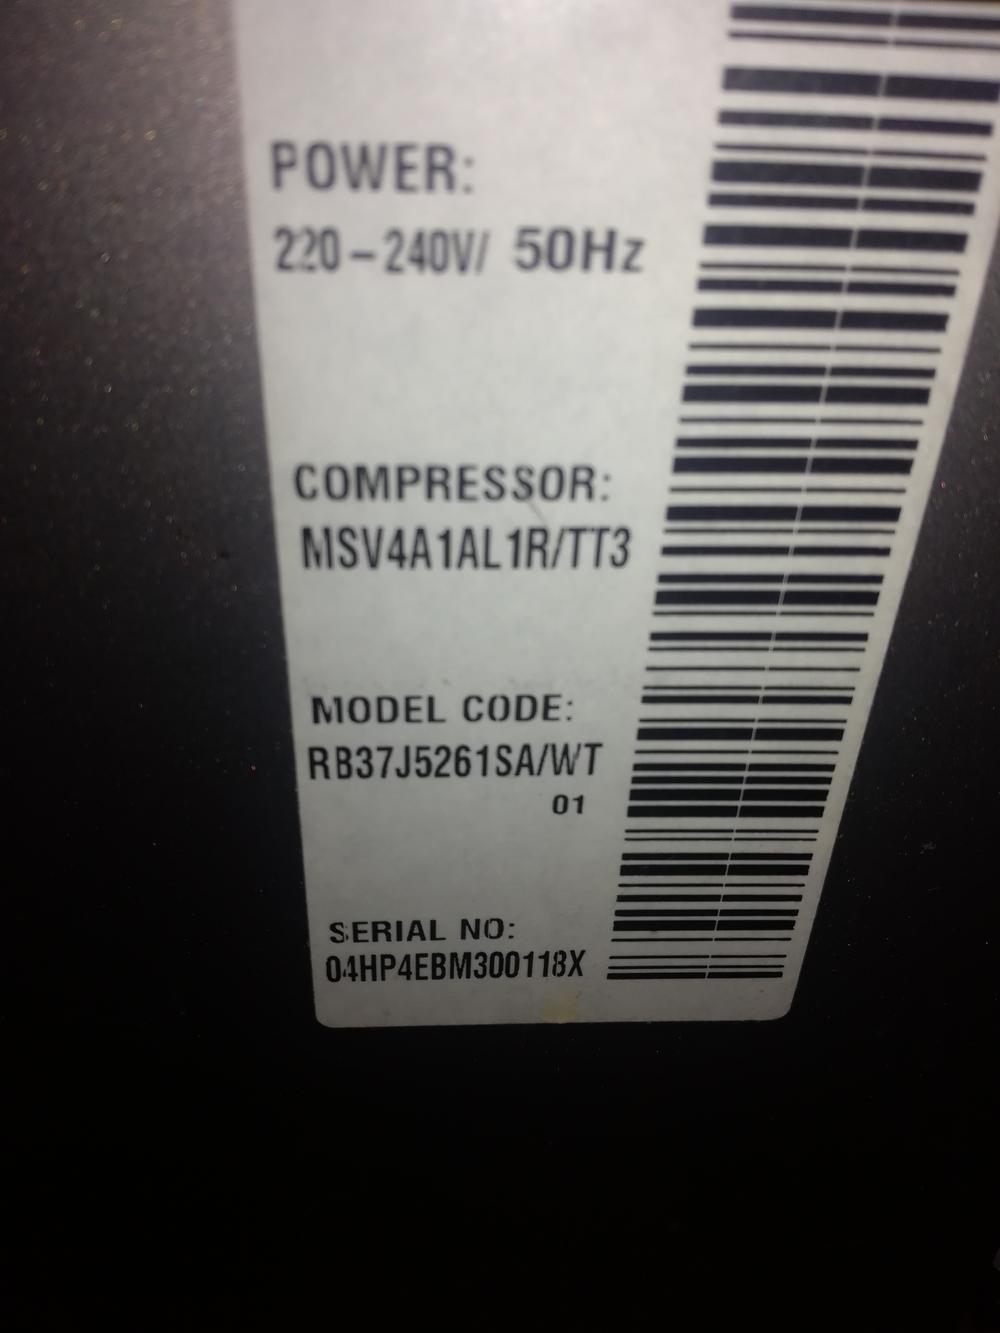 POWER:
220-240V/ 50Hz
COMPRESSOR:
MSV4A1AL1R/TT3
MODEL CODE:
RB37J5261SA/WT
01
SERIAL NO:
04HP4EBM300118X